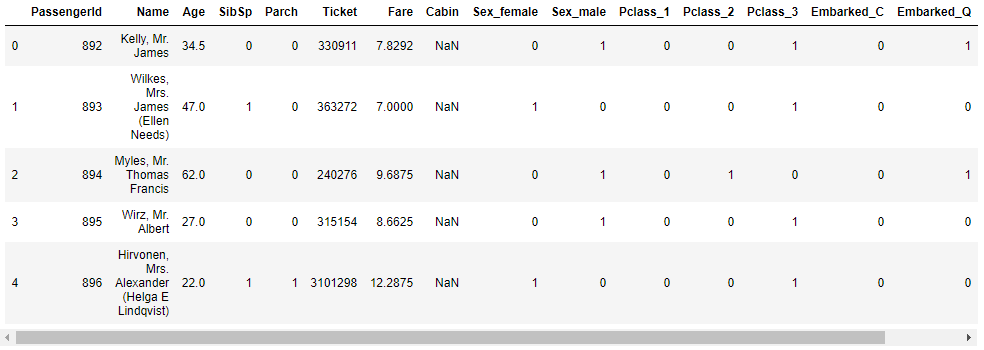 PassengerId Name Age SibSp Parch Ticket Fare Cabin Sex_female Sex_male Pclass_1 Pclass_2 Pclass_3 Embarked_C Embarked_Q
0 892 Kelly, Mr. James 34.5 0 0 330911 7.8292 NaN 0 1 0 0 1 0 1
1 893 Wilkes, Mrs. James (Ellen Needs) 47.0 1 0 363272 7.0000 NaN 1 0 0 0 1 0 0
2 894 Myles, Mr. Thomas Francis 62.0 0 0 240276 9.6875 NaN 0 1 0 1 0 0 1
3 895 Wirz, Mr. Albert 27.0 0 0 315154 8.6625 NaN 0 1 0 0 1 0 0
4 896 Hirvonen, Mrs. Alexander (Helga E Lindqvist) 22.0 1 1 3101298 12.2875 NaN 1 0 0 0 1 0 0